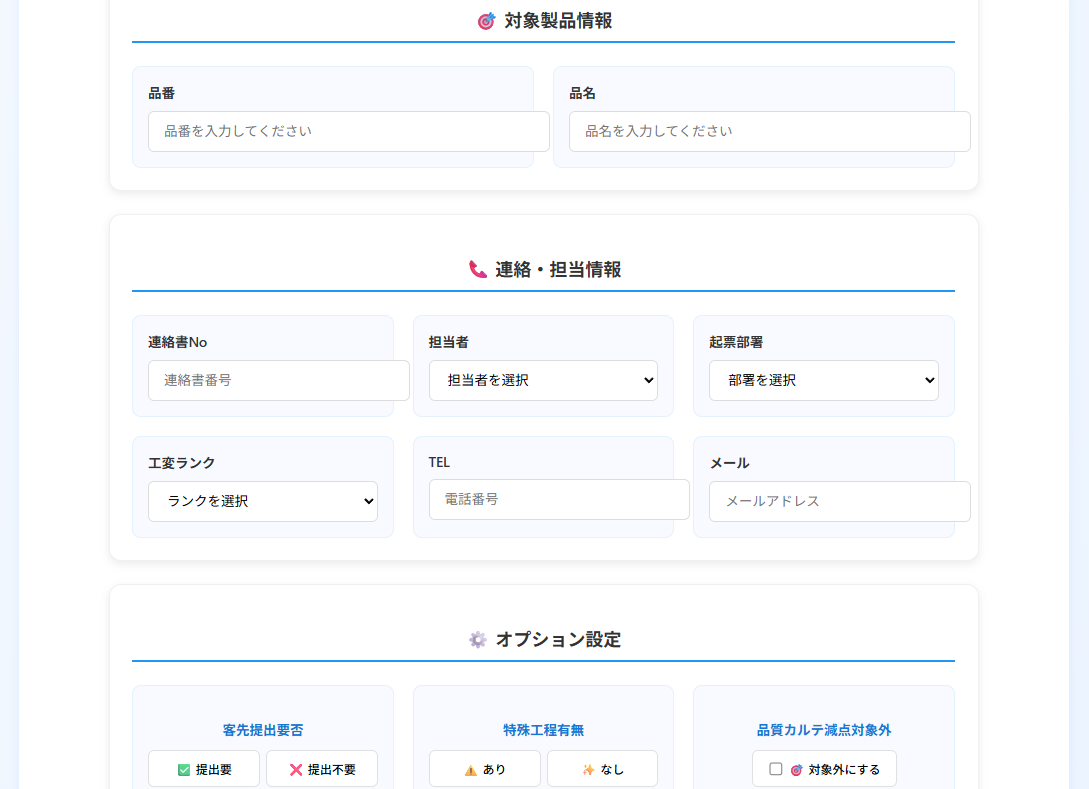 対象製品情報
品番
品名
品番を入力してください
品名を入力してください
連絡・担当情報
連絡書No
担当者
起票部署
連絡書番号
担当者を選択
部署を選択
工変ランク
TEL
メール
ランクを選択
電話番号
メールアドレス
オプション設定
客先提出要否
特殊工程有無
品質カルテ減点対象外
提出要
提出不要
あり
なし
対象外にする